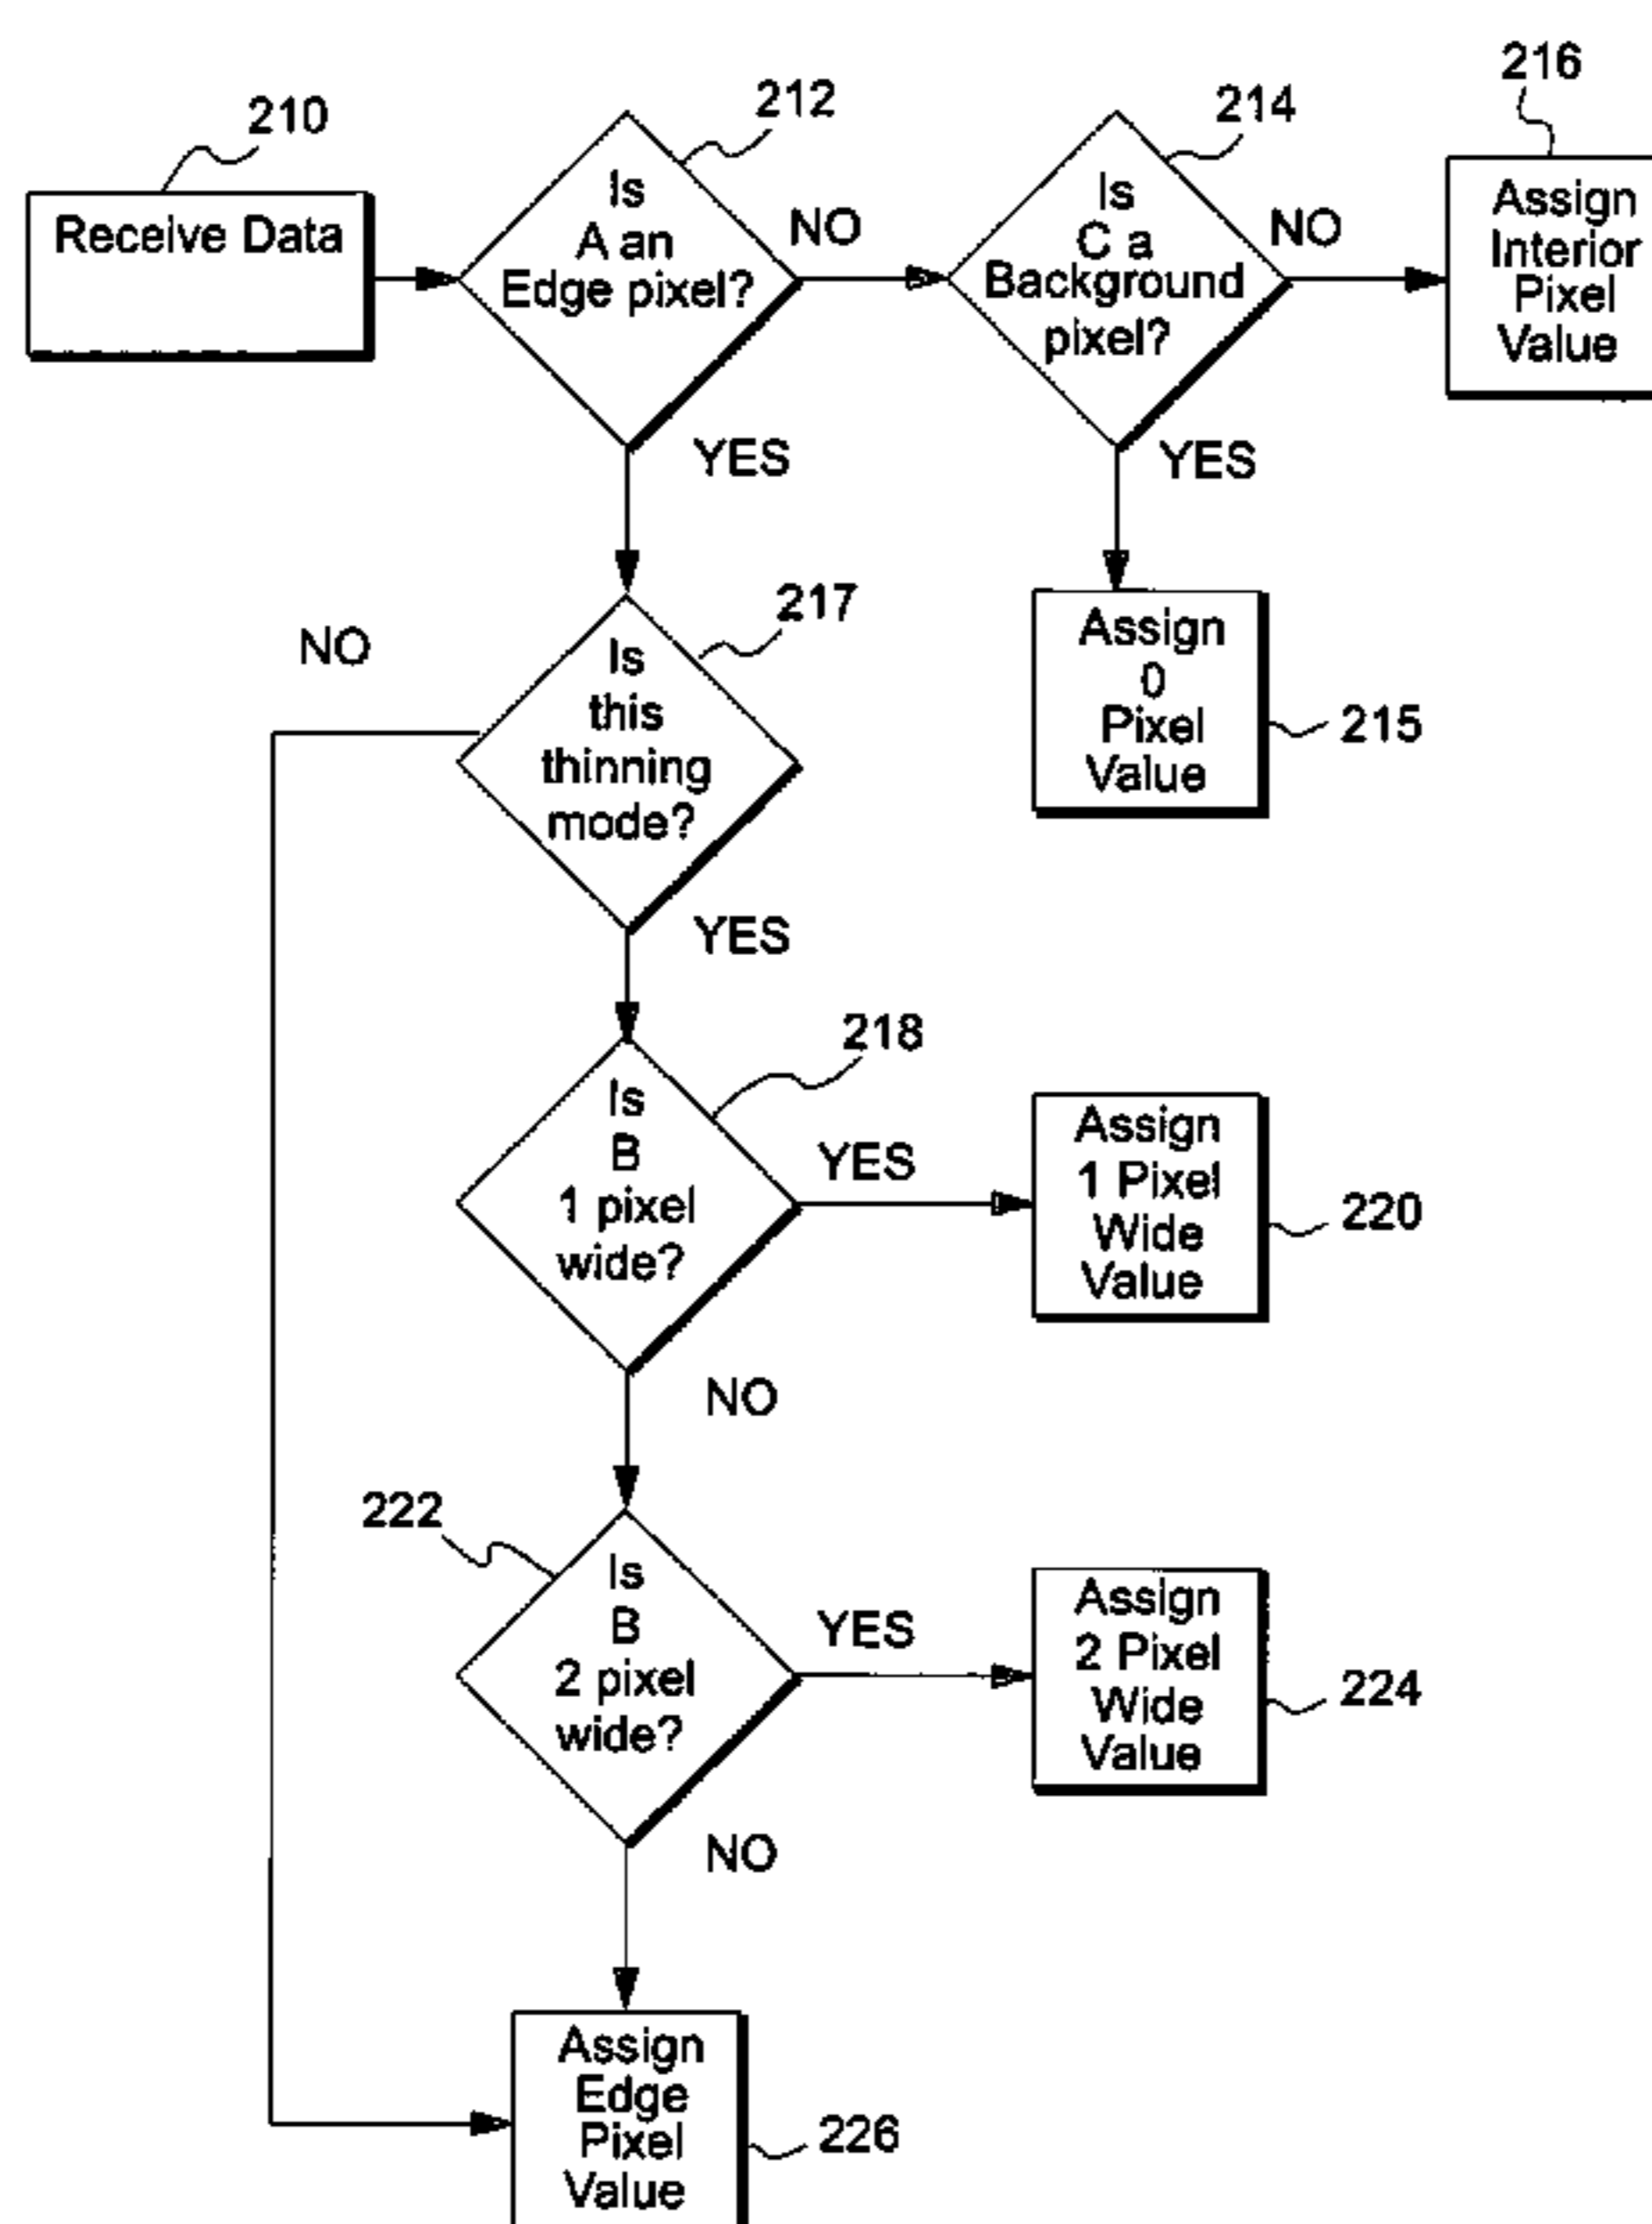 210
Receive Data
212
Is
A an
Edge pixel?
NO
YES
214
Is
C a
Background
pixel?
NO
YES
216
Assign
Interior
Pixel
Value
Assign
0
Pixel
Value
215
217
Is
this
thinning
mode?
NO
YES
218
Is
B
1 pixel
wide?
YES
NO
Assign
1 Pixel
Wide
Value
220
222
Is
B
2 pixel
wide?
YES
NO
Assign
2 Pixel
Wide
Value
224
Assign
Edge
Pixel
Value
226